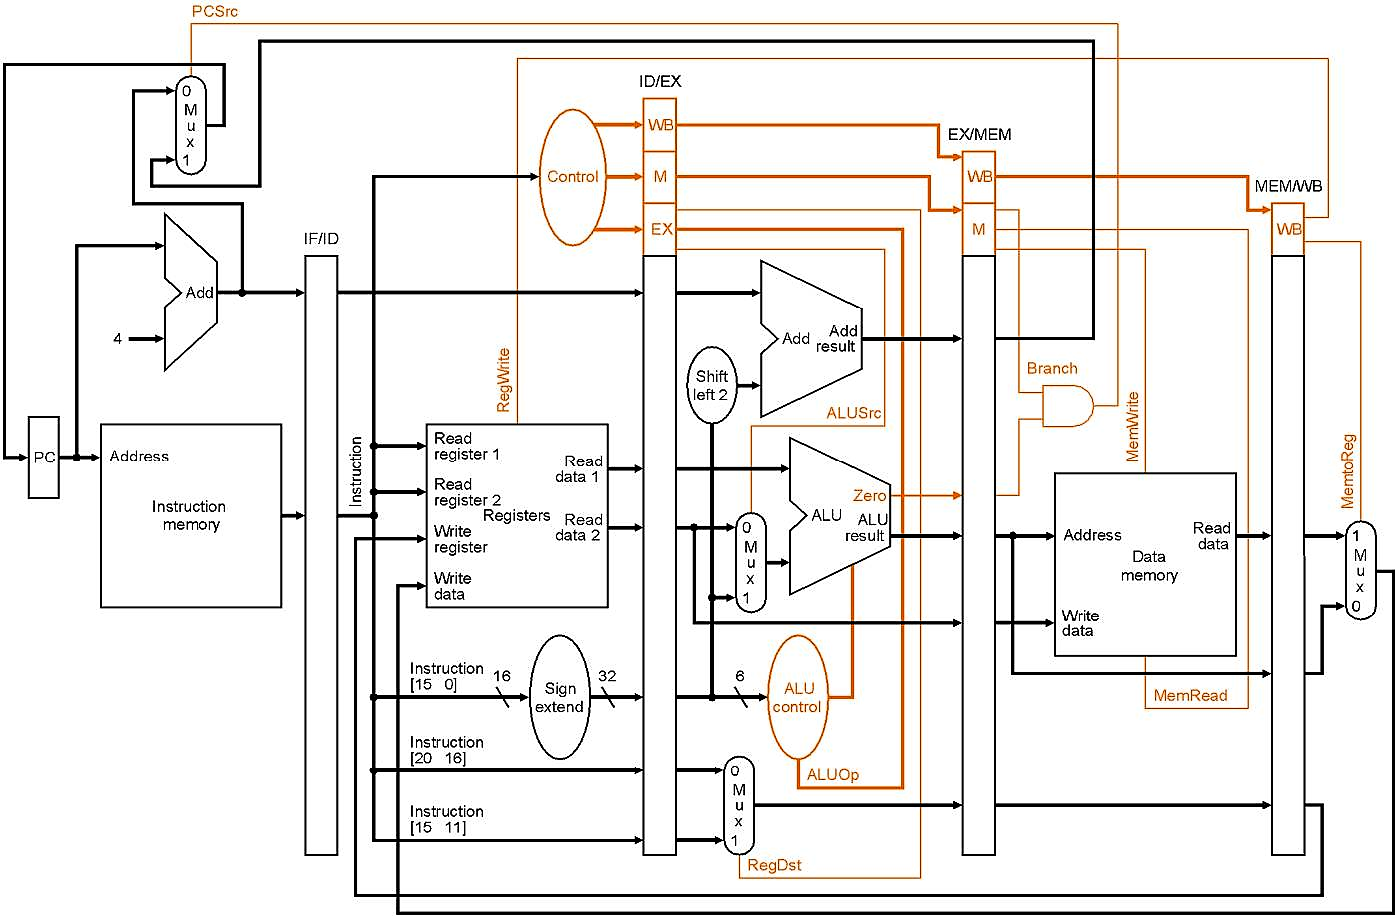 PCSrc
0
M
u
x
1
ID/EX
WB
M
EX
Control
EX/MEM
WB
M
MEM/WB
WB
IF/ID
Add
4
Add
Add
result
Shift
left 2
RegWrite
ALUSrc
Branch
MemWrite
MemtoReg
PC
Address
Instruction
memory
Instruction
Read
register 1
Read
register 2
Registers
Write
register
Write
data
Read
data 1
Read
data 2
0
M
u
x
1
Zero
ALU
ALU
result
Address
Read
data
Data
memory
Write
data
1
M
u
x
0
Instruction
[15 0]
16
Sign
extend
32
6
ALU
control
MemRead
Instruction
[20 16]
Instruction
[15 11]
0
M
u
x
1
ALUOp
RegDst